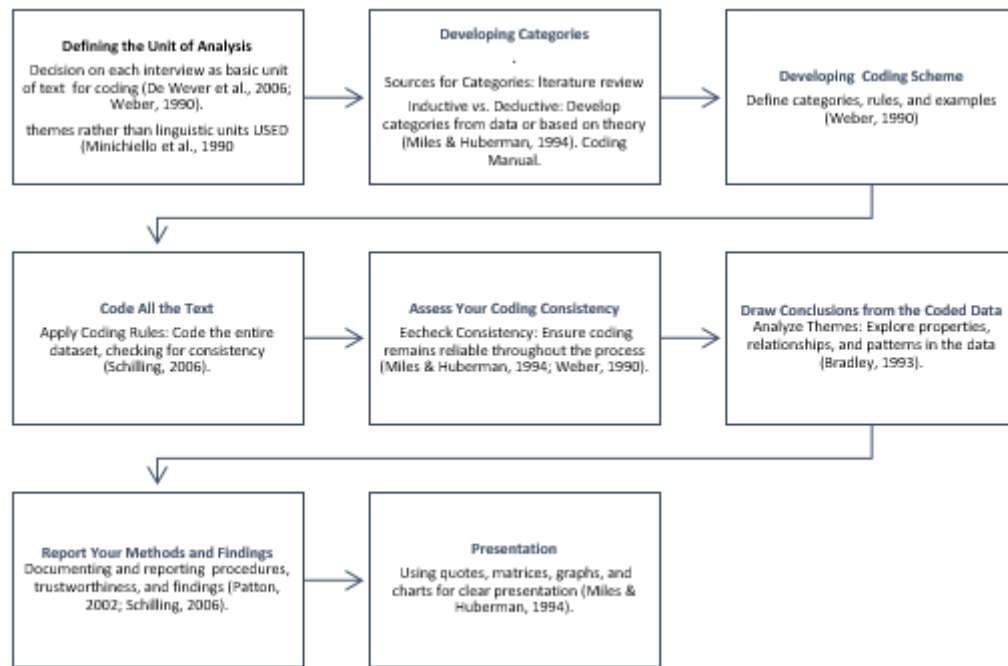 Defining the Unit of Analysis
Decision on each interview as basic unit
of text for coding (De Wever et al., 2006;
Weber, 1990).
themes rather than linguistic units USED
(Minichiello et al., 1990
Developing Categories
.
Sources for Categories: literature review
Inductive vs. Deductive: Develop
categories from data or based on theory
(Miles & Huberman, 1994). Coding
Manual.
Developing Coding Scheme
Define categories, rules, and examples
(Weber, 1990)
Code All the Text
Apply Coding Rules: Code the entire
dataset, checking for consistency
(Schilling, 2006).
Assess Your Coding Consistency
Eecheck Consistency: Ensure coding
remains reliable throughout the process
(Miles & Huberman, 1994; Weber, 1990).
Draw Conclusions from the Coded Data
Analyze Themes: Explore properties,
relationships, and patterns in the data
(Bradley, 1993).
Report Your Methods and Findings
Documenting and reporting procedures,
trustworthiness, and findings (Patton,
2002; Schilling, 2006).
Presentation
Using quotes, matrices, graphs, and
charts for clear presentation (Miles &
Huberman, 1994).